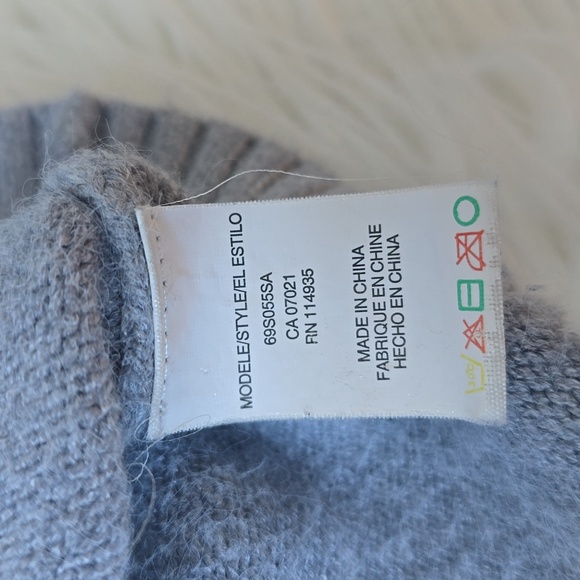 MODELE/STYLE/EL ESTILO
69S055SA
CA 07021
RN 114935
MADE IN CHINA
FABRIQUE EN CHINE
HECHO EN CHINA